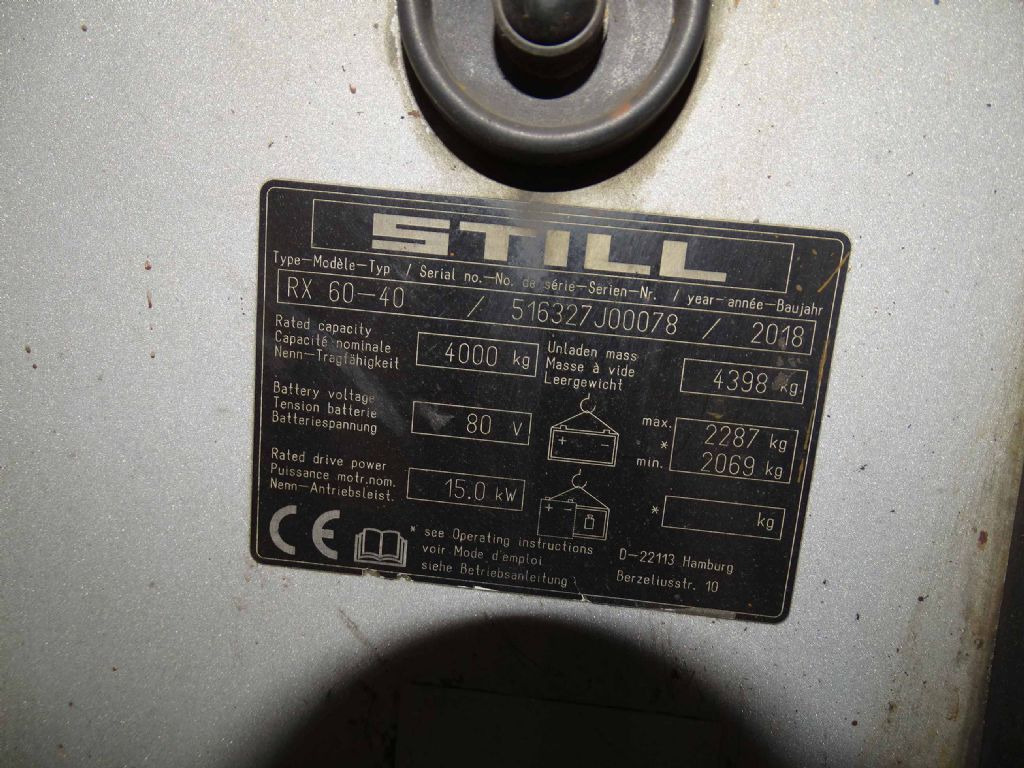 STILL
Type-Modèle-Typ / Serial no.-No. de série-Serien-Nr. / year-année-Baujahr
RX 60-40 / 516327J00078 / 2018
Rated capacity
Capacité nominale
Nenn-Tragfähigkeit
4000 kg
Unladen mass
Masse à vide
Leergewicht
4398 kg
Battery voltage
Tension batterie
Batteriespannung
80 V
+ -
max.
*
min.
2287 kg
2069 kg
Rated drive power
Puissance motr.nom.
Nenn-Antriebsleist.
15.0 kW
+ -
* kg
CE
* see Operating instructions
voir Mode d'emploi
siehe Betriebsanleitung
D-22113 Hamburg
Berzeliusstr. 10